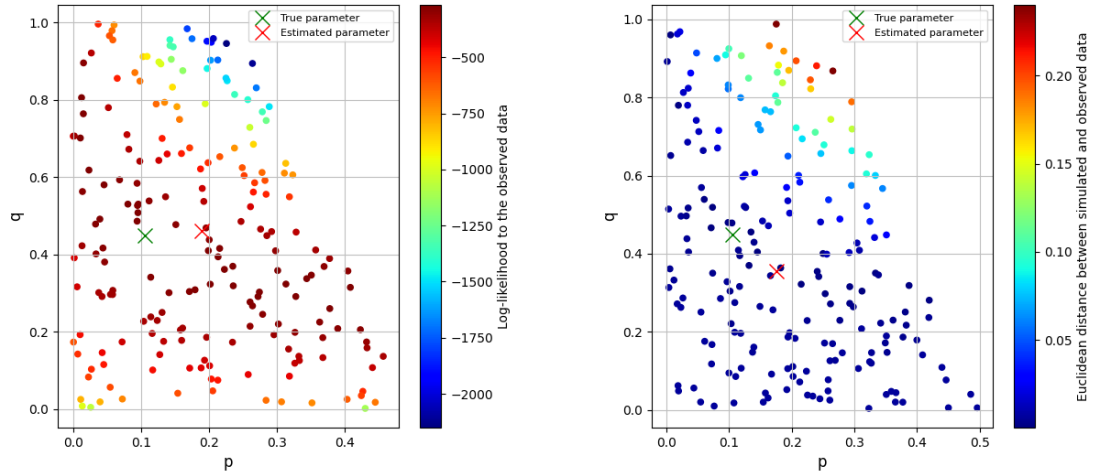 True parameter
Estimated parameter
1.0
0.8
0.6
0.4
0.2
0.0
q
0.0 0.1 0.2 0.3 0.4
p
−500
−750
−1000
−1250
−1500
−1750
−2000
Log-likelihood to the observed data
True parameter
Estimated parameter
1.0
0.8
0.6
0.4
0.2
0.0
q
0.0 0.1 0.2 0.3 0.4 0.5
p
0.20
0.15
0.10
0.05
Euclidean distance between simulated and observed data